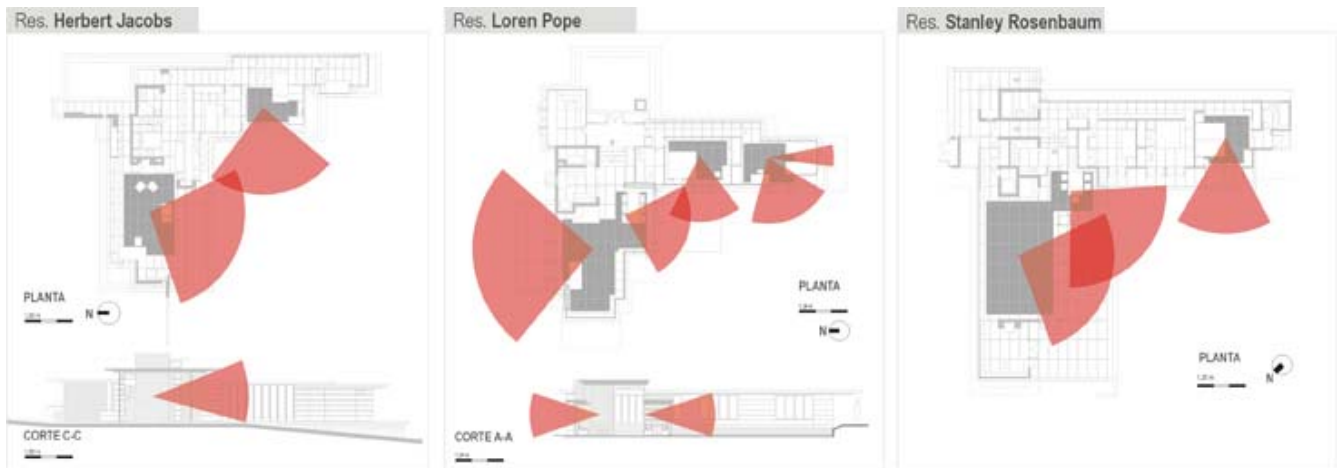 Res. Herbert Jacobs
PLANTA
N
CORTE C-C
Res. Loren Pope
PLANTA
N
CORTE A-A
Res. Stanley Rosenbaum
PLANTA
N